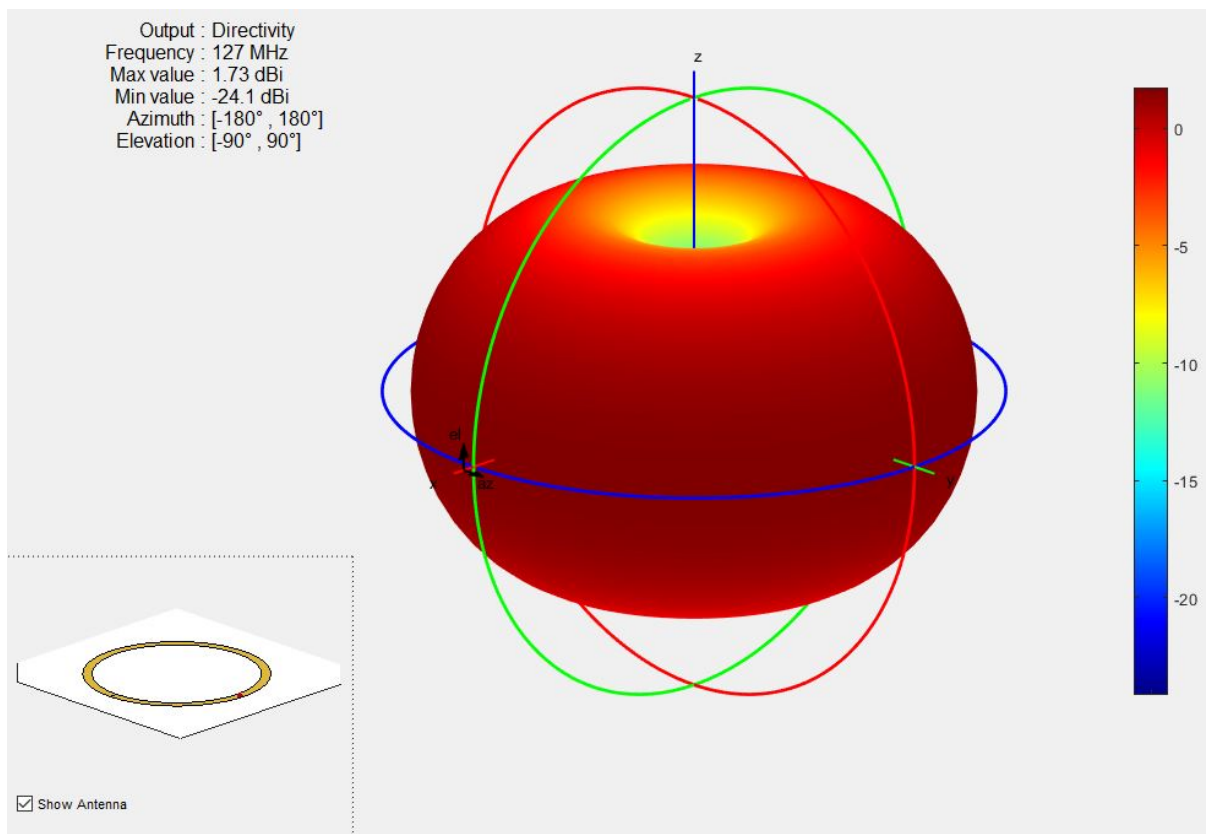 Output : Directivity
Frequency : 127 MHz
Max value : 1.73 dBi
Min value : -24.1 dBi
Azimuth : [-180° , 180°]
Elevation : [-90° , 90°]
z
0
-5
-10
-15
-20
el
x
az
y
Show Antenna